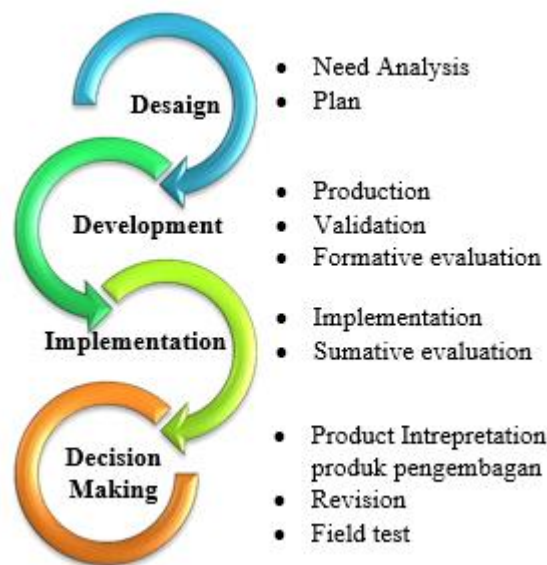 Desaign
• Need Analysis
• Plan
Development
• Production
• Validation
• Formative evaluation
Implementation
• Implementation
• Sumative evaluation
Decision
Making
• Product Intrepretation
produk pengembagan
• Revision
• Field test